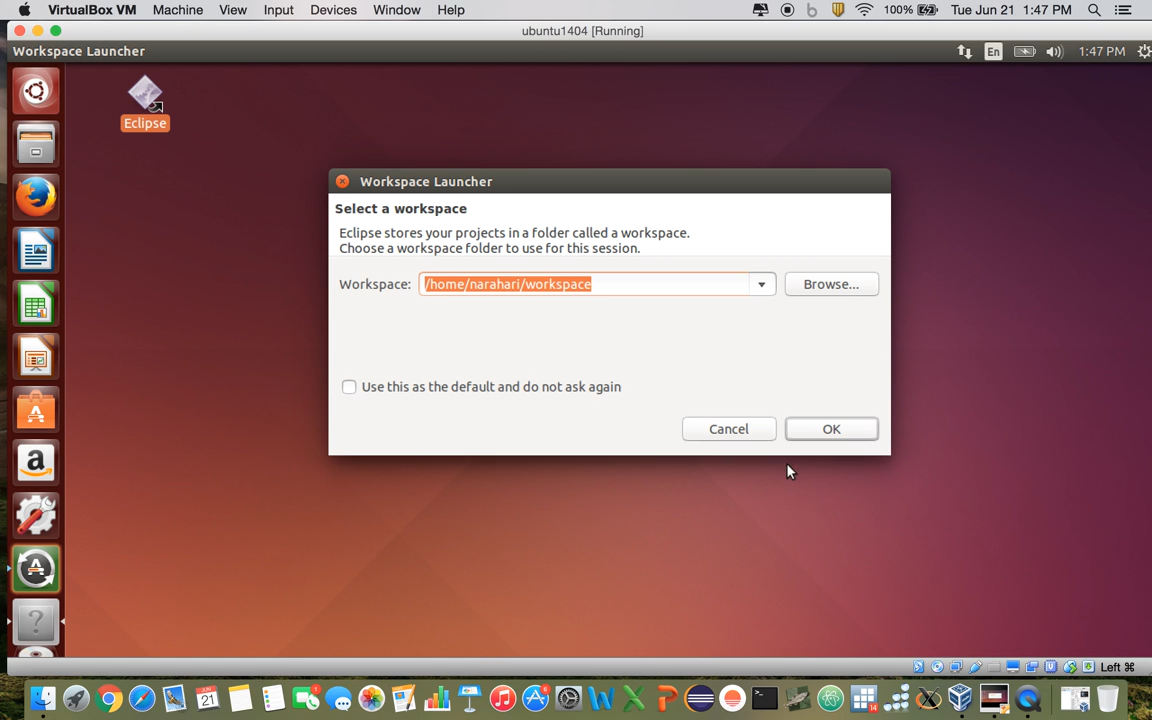 VirtualBox VM Machine View Input Devices Window Help 100% Tue Jun 21 1:47 PM
ubuntu1404 [Running]
Workspace Launcher En 1:47 PM
Eclipse
Workspace Launcher
Select a workspace
Eclipse stores your projects in a folder called a workspace.
Choose a workspace folder to use for this session.
Workspace: /home/narahari/workspace Browse...
Use this as the default and do not ask again
Cancel OK
Left ⌘